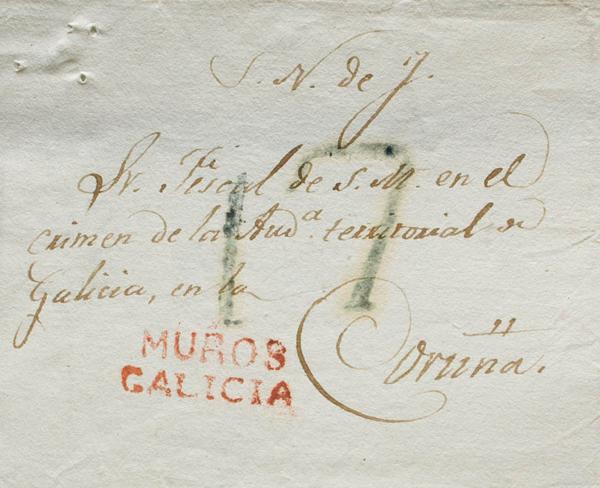 S. N. de J.
Sr. Fiscal de S. M. en el
crimen de la Aud.ª territorial de
Galicia, en la
17
Coruña.
MUROS
GALICIA